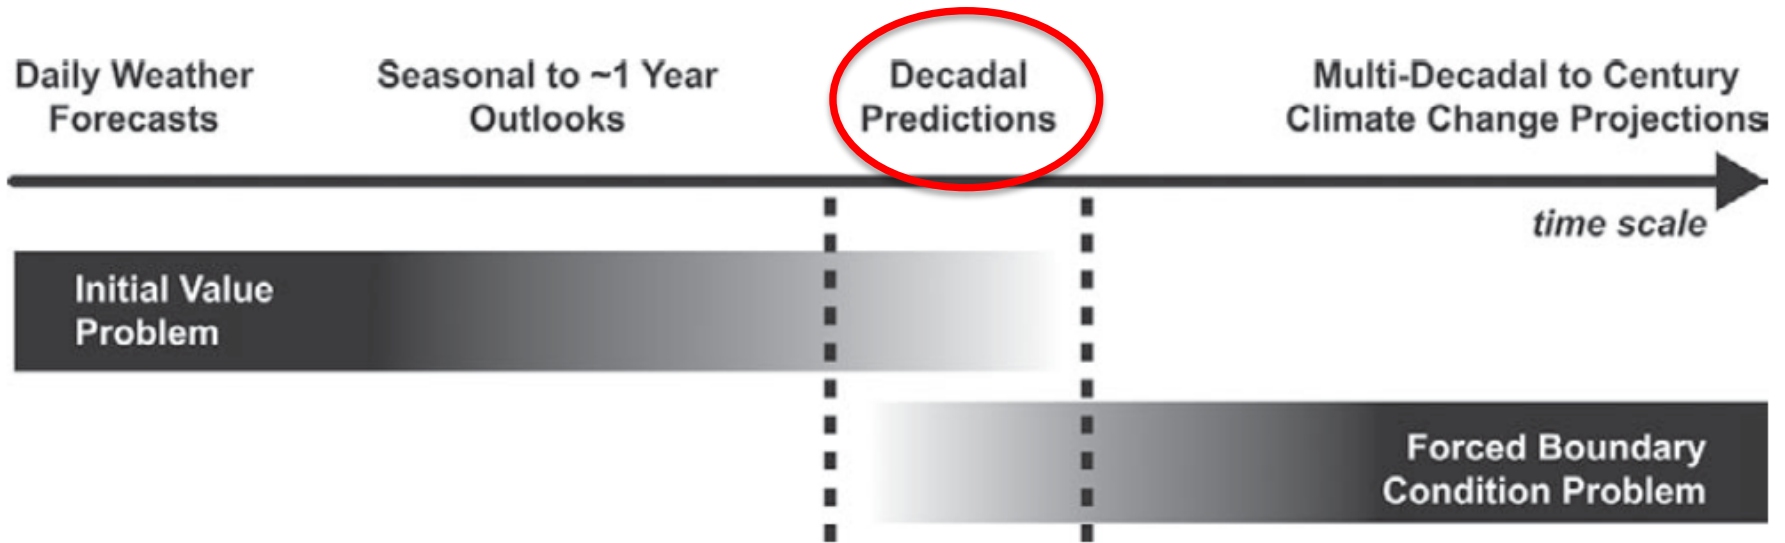 Daily Weather
Forecasts
Seasonal to ~1 Year
Outlooks
Decadal
Predictions
Multi-Decadal to Century
Climate Change Projections
time scale
Initial Value
Problem
Forced Boundary
Condition Problem